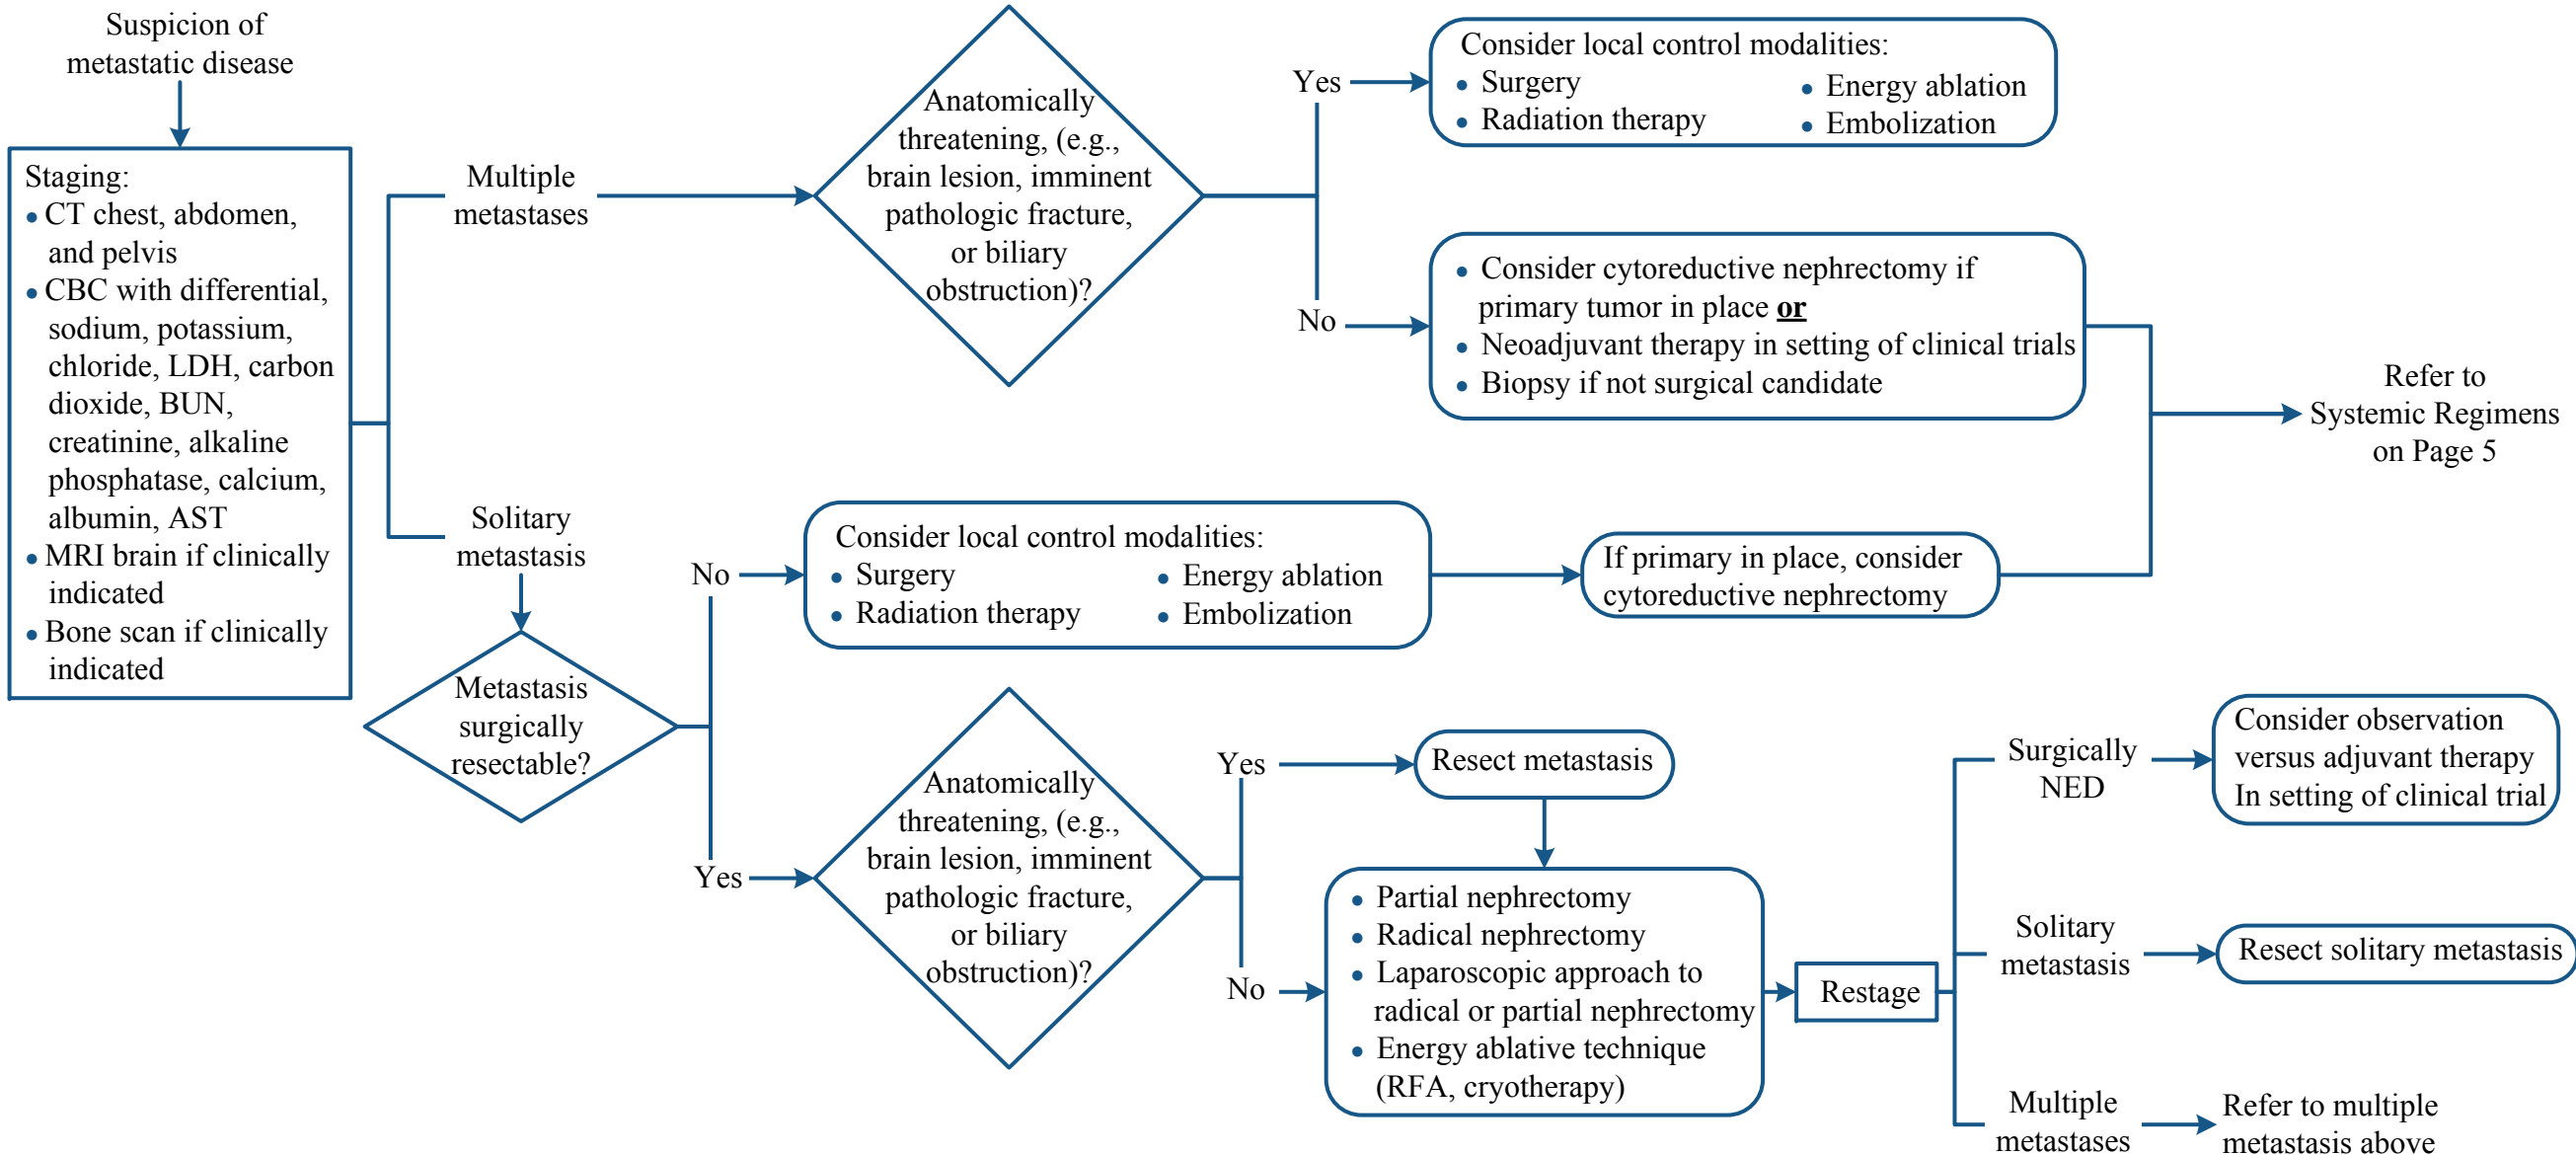 Suspicion of
metastatic disease
Staging:
• CT chest, abdomen,
and pelvis
• CBC with differential,
sodium, potassium,
chloride, LDH, carbon
dioxide, BUN,
creatinine, alkaline
phosphatase, calcium,
albumin, AST
• MRI brain if clinically
indicated
• Bone scan if clinically
indicated
Multiple
metastases
Anatomically
threatening, (e.g.,
brain lesion, imminent
pathologic fracture,
or biliary
obstruction)?
Yes
Consider local control modalities:
• Surgery
• Radiation therapy
• Energy ablation
• Embolization
No
• Consider cytoreductive nephrectomy if
primary tumor in place or
• Neoadjuvant therapy in setting of clinical trials
• Biopsy if not surgical candidate
Refer to
Systemic Regimens
on Page 5
Solitary
metastasis
Metastasis
surgically
resectable?
No
Consider local control modalities:
• Surgery
• Radiation therapy
• Energy ablation
• Embolization
If primary in place, consider
cytoreductive nephrectomy
Yes
Anatomically
threatening, (e.g.,
brain lesion, imminent
pathologic fracture,
or biliary
obstruction)?
Yes
Resect metastasis
No
• Partial nephrectomy
• Radical nephrectomy
• Laparoscopic approach to
radical or partial nephrectomy
• Energy ablative technique
(RFA, cryotherapy)
Restage
Surgically
NED
Consider observation
versus adjuvant therapy
In setting of clinical trial
Solitary
metastasis
Resect solitary metastasis
Multiple
metastases
Refer to multiple
metastasis above